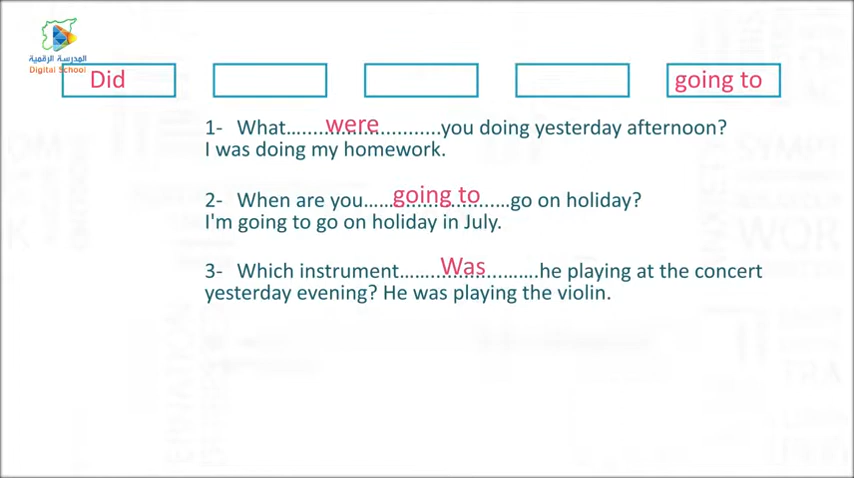 المدرسة الرقمية
Digital School
Did
going to
1- What..........were..........you doing yesterday afternoon?
I was doing my homework.
2- When are you......going to......go on holiday?
I'm going to go on holiday in July.
3- Which instrument.......Was..........he playing at the concert
yesterday evening? He was playing the violin.